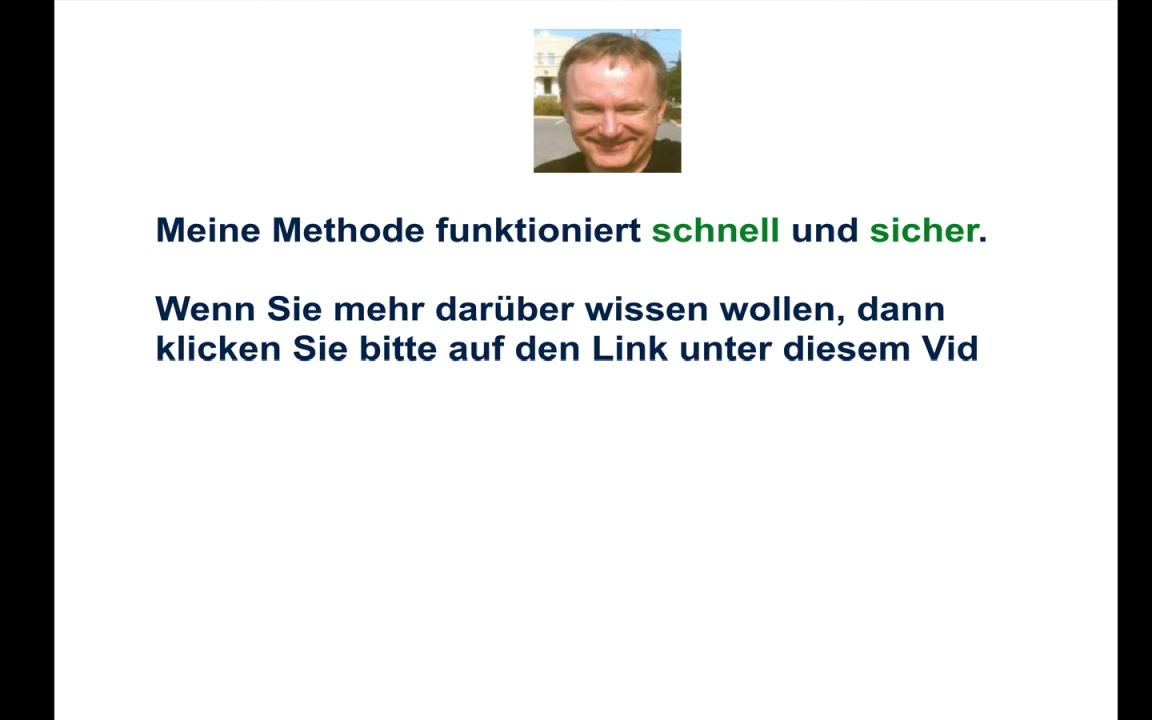 Meine Methode funktioniert schnell und sicher.
Wenn Sie mehr darüber wissen wollen, dann
klicken Sie bitte auf den Link unter diesem Vid